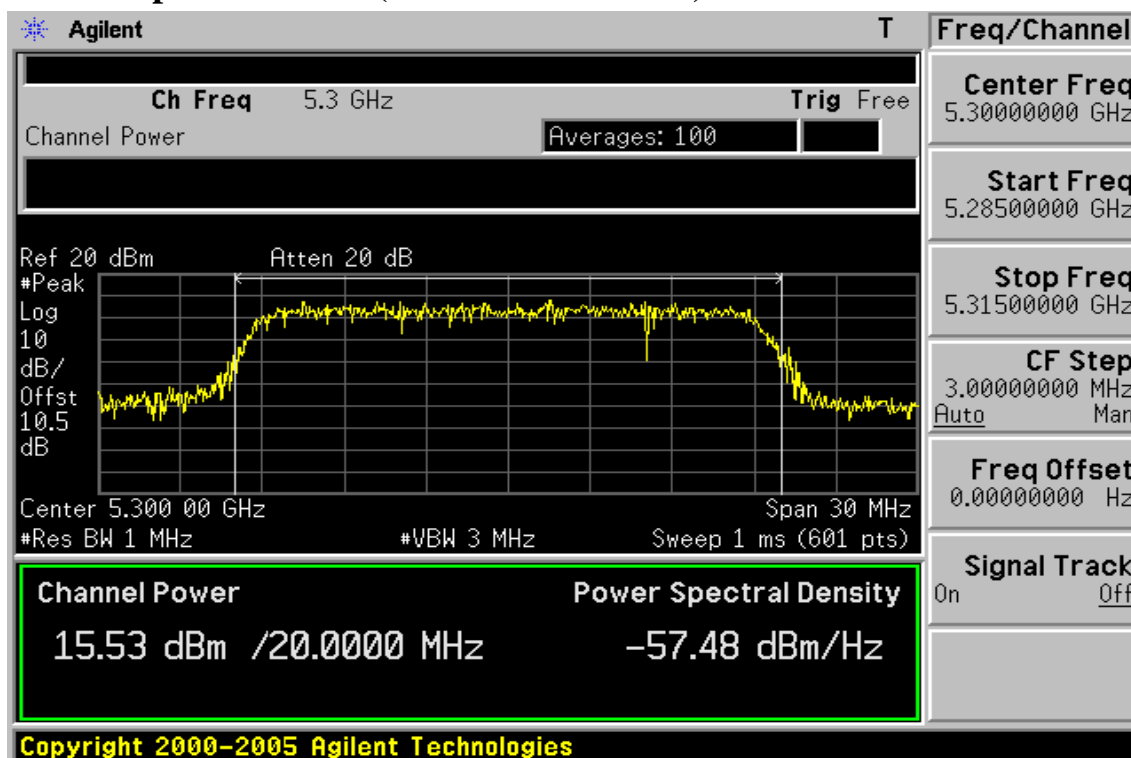 Agilent T Freq/Channel
Ch Freq 5.3 GHz Trig Free
Channel Power Averages: 100
Ref 20 dBm Atten 20 dB
#Peak
Log
10
dB/
Offst
10.5
dB
Center 5.300 00 GHz Span 30 MHz
#Res BW 1 MHz #VBW 3 MHz Sweep 1 ms (601 pts)
Channel Power Power Spectral Density
15.53 dBm /20.0000 MHz -57.48 dBm/Hz
Copyright 2000-2005 Agilent Technologies
Center Freq
5.30000000 GHz
Start Freq
5.28500000 GHz
Stop Freq
5.31500000 GHz
CF Step
3.00000000 MHz
Auto Man
Freq Offset
0.00000000 Hz
Signal Track
On Off